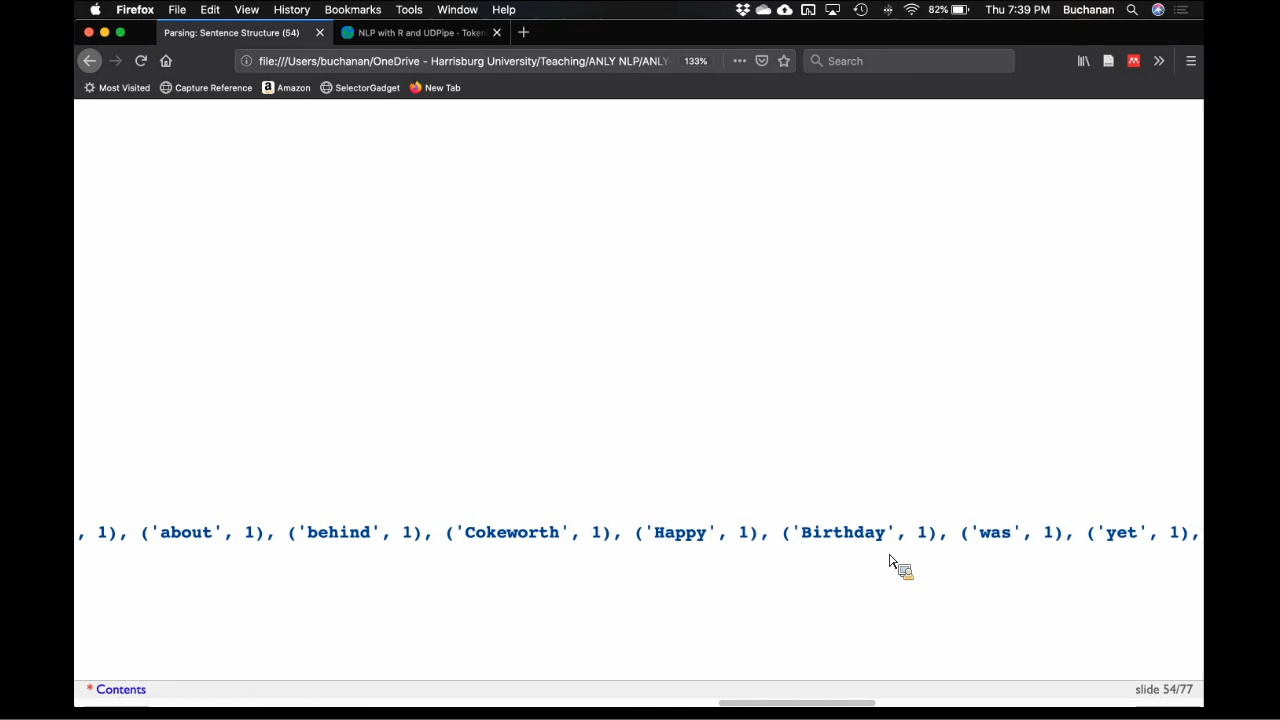 Firefox File Edit View History Bookmarks Tools Window Help 82% Thu 7:39 PM Buchanan
Parsing: Sentence Structure (54) NLP with R and UDPipe - Token
file:///Users/buchanan/OneDrive - Harrisburg University/Teaching/ANLY NLP/ANLY- 133% Search
Most Visited Capture Reference Amazon SelectorGadget New Tab
, 1), ('about', 1), ('behind', 1), ('Cokeworth', 1), ('Happy', 1), ('Birthday', 1), ('was', 1), ('yet', 1),
* Contents slide 54/77